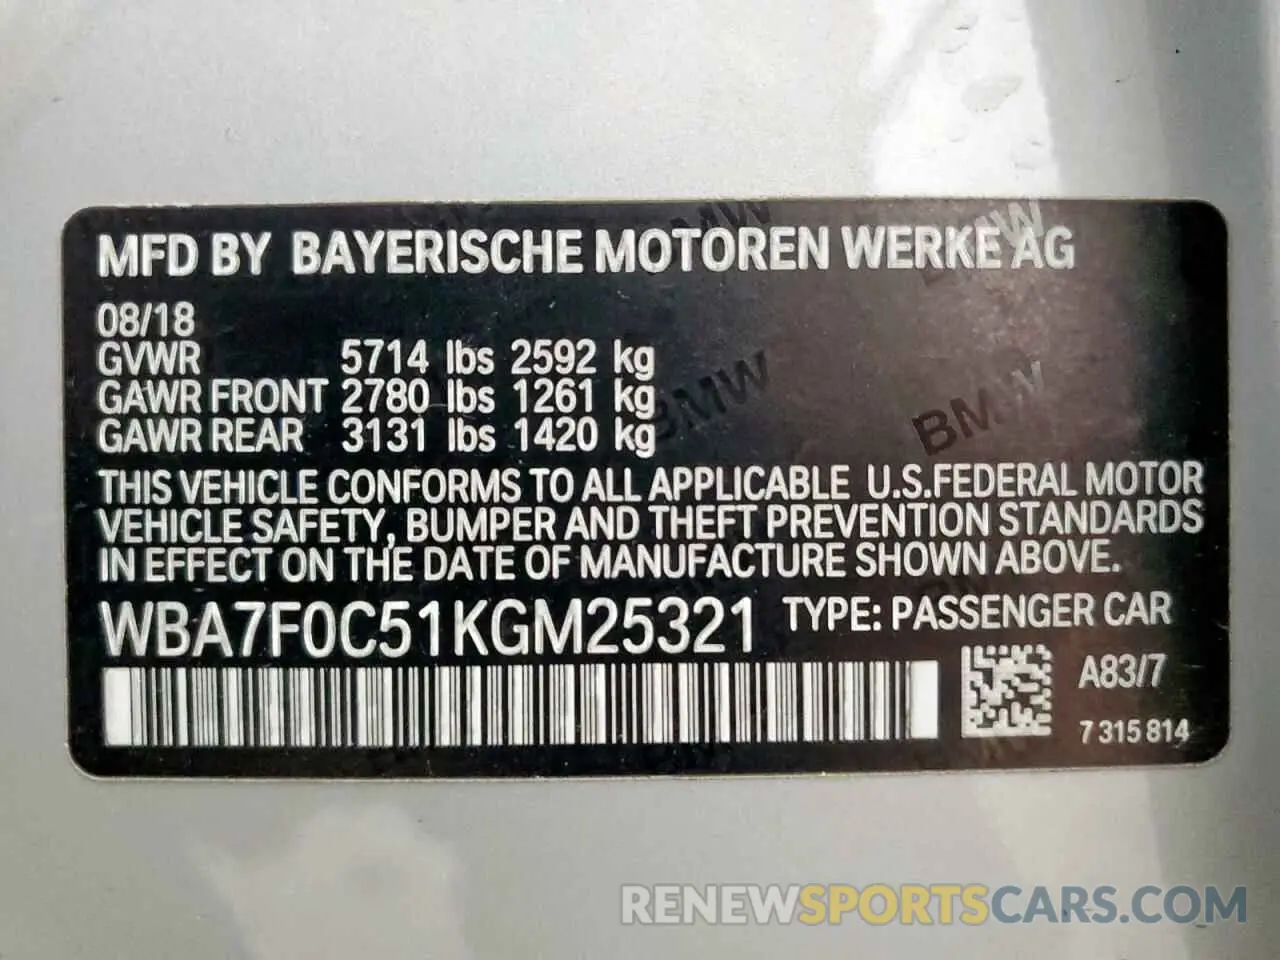 MFD BY BAYERISCHE MOTOREN WERKE AG
08/18
GVWR 5714 lbs 2592 kg
GAWR FRONT 2780 lbs 1261 kg
GAWR REAR 3131 lbs 1420 kg
THIS VEHICLE CONFORMS TO ALL APPLICABLE U.S.FEDERAL MOTOR
VEHICLE SAFETY, BUMPER AND THEFT PREVENTION STANDARDS
IN EFFECT ON THE DATE OF MANUFACTURE SHOWN ABOVE.
WBA7F0C51KGM25321 TYPE: PASSENGER CAR
A83/7
7 315 814
BMW
BMW
BMW
BMW
RENEWSPORTSCARS.COM